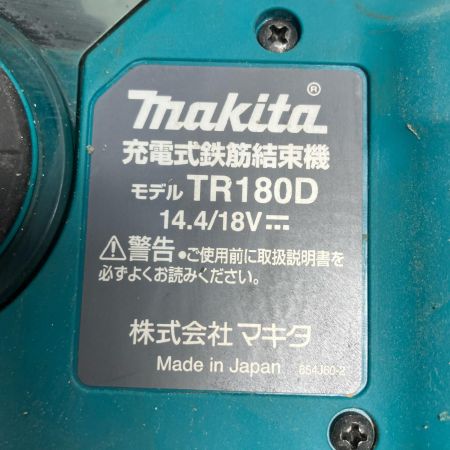 makita®
充電式鉄筋結束機
モデル TR180D
14.4/18V⎓
⚠警告 ●ご使用前に取扱説明書を
必ずよくお読みください。
株式会社 マキタ
Made in Japan 854J60-2